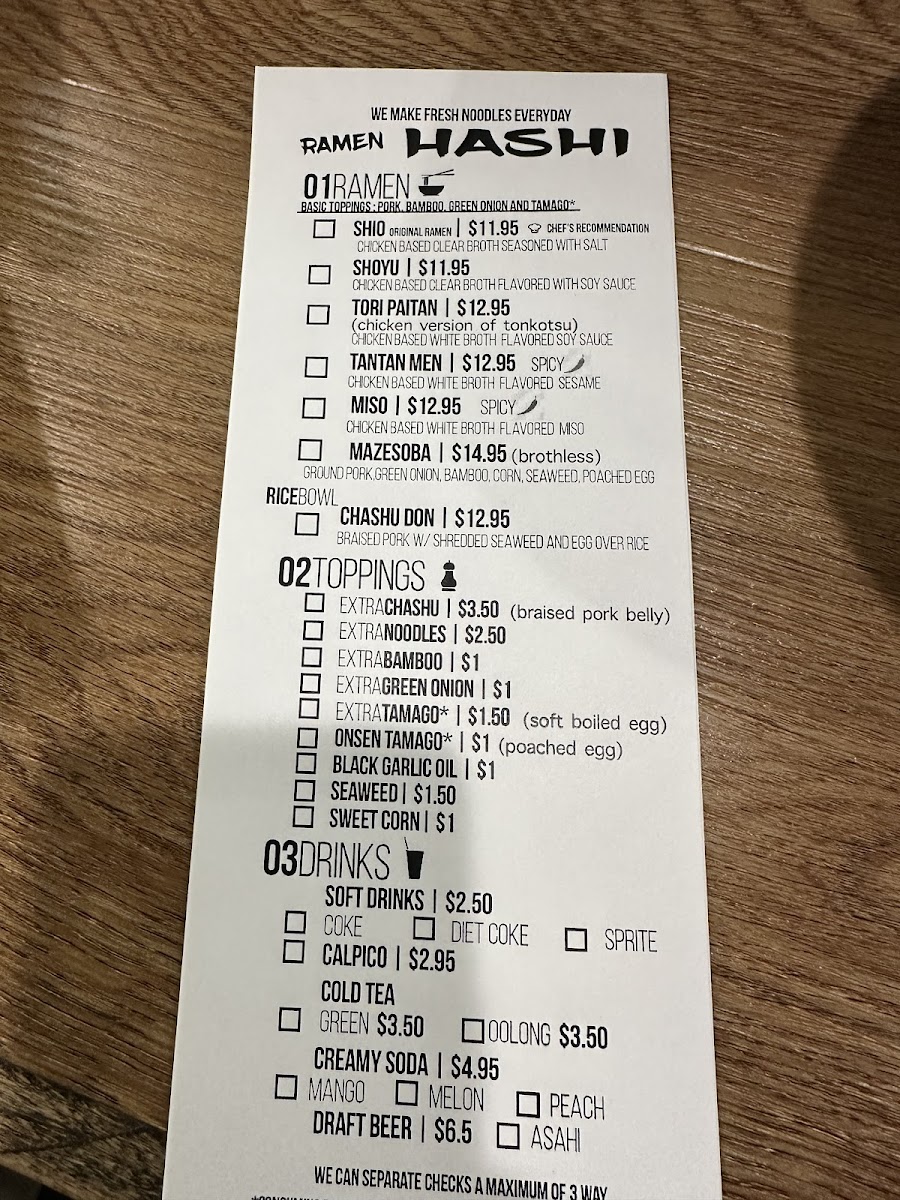 WE MAKE FRESH NOODLES EVERYDAY
RAMEN HASHI
01RAMEN
BASIC TOPPINGS : PORK, BAMBOO, GREEN ONION AND TAMAGO*
SHIO ORIGINAL RAMEN | $11.95 CHEF'S RECOMMENDATION
CHICKEN BASED CLEAR BROTH SEASONED WITH SALT
SHOYU | $11.95
CHICKEN BASED CLEAR BROTH FLAVORED WITH SOY SAUCE
TORI PAITAN | $12.95
(chicken version of tonkotsu)
CHICKEN BASED WHITE BROTH FLAVORED SOY SAUCE
TANTAN MEN | $12.95 SPICY
CHICKEN BASED WHITE BROTH FLAVORED SESAME
MISO | $12.95 SPICY
CHICKEN BASED WHITE BROTH FLAVORED MISO
MAZESOBA | $14.95 (brothless)
GROUND PORK,GREEN ONION, BAMBOO, CORN, SEAWEED, POACHED EGG
RICEBOWL
CHASHU DON | $12.95
BRAISED PORK W/ SHREDDED SEAWEED AND EGG OVER RICE
02TOPPINGS
EXTRACHASHU | $3.50 (braised pork belly)
EXTRANOODLES | $2.50
EXTRABAMBOO | $1
EXTRAGREEN ONION | $1
EXTRATAMAGO* | $1.50 (soft boiled egg)
ONSEN TAMAGO* | $1 (poached egg)
BLACK GARLIC OIL | $1
SEAWEED | $1.50
SWEET CORN | $1
03DRINKS
SOFT DRINKS | $2.50
COKE DIET COKE SPRITE
CALPICO | $2.95
COLD TEA
GREEN $3.50 OOLONG $3.50
CREAMY SODA | $4.95
MANGO MELON PEACH
DRAFT BEER | $6.5 ASAHI
WE CAN SEPARATE CHECKS A MAXIMUM OF 3 WAY